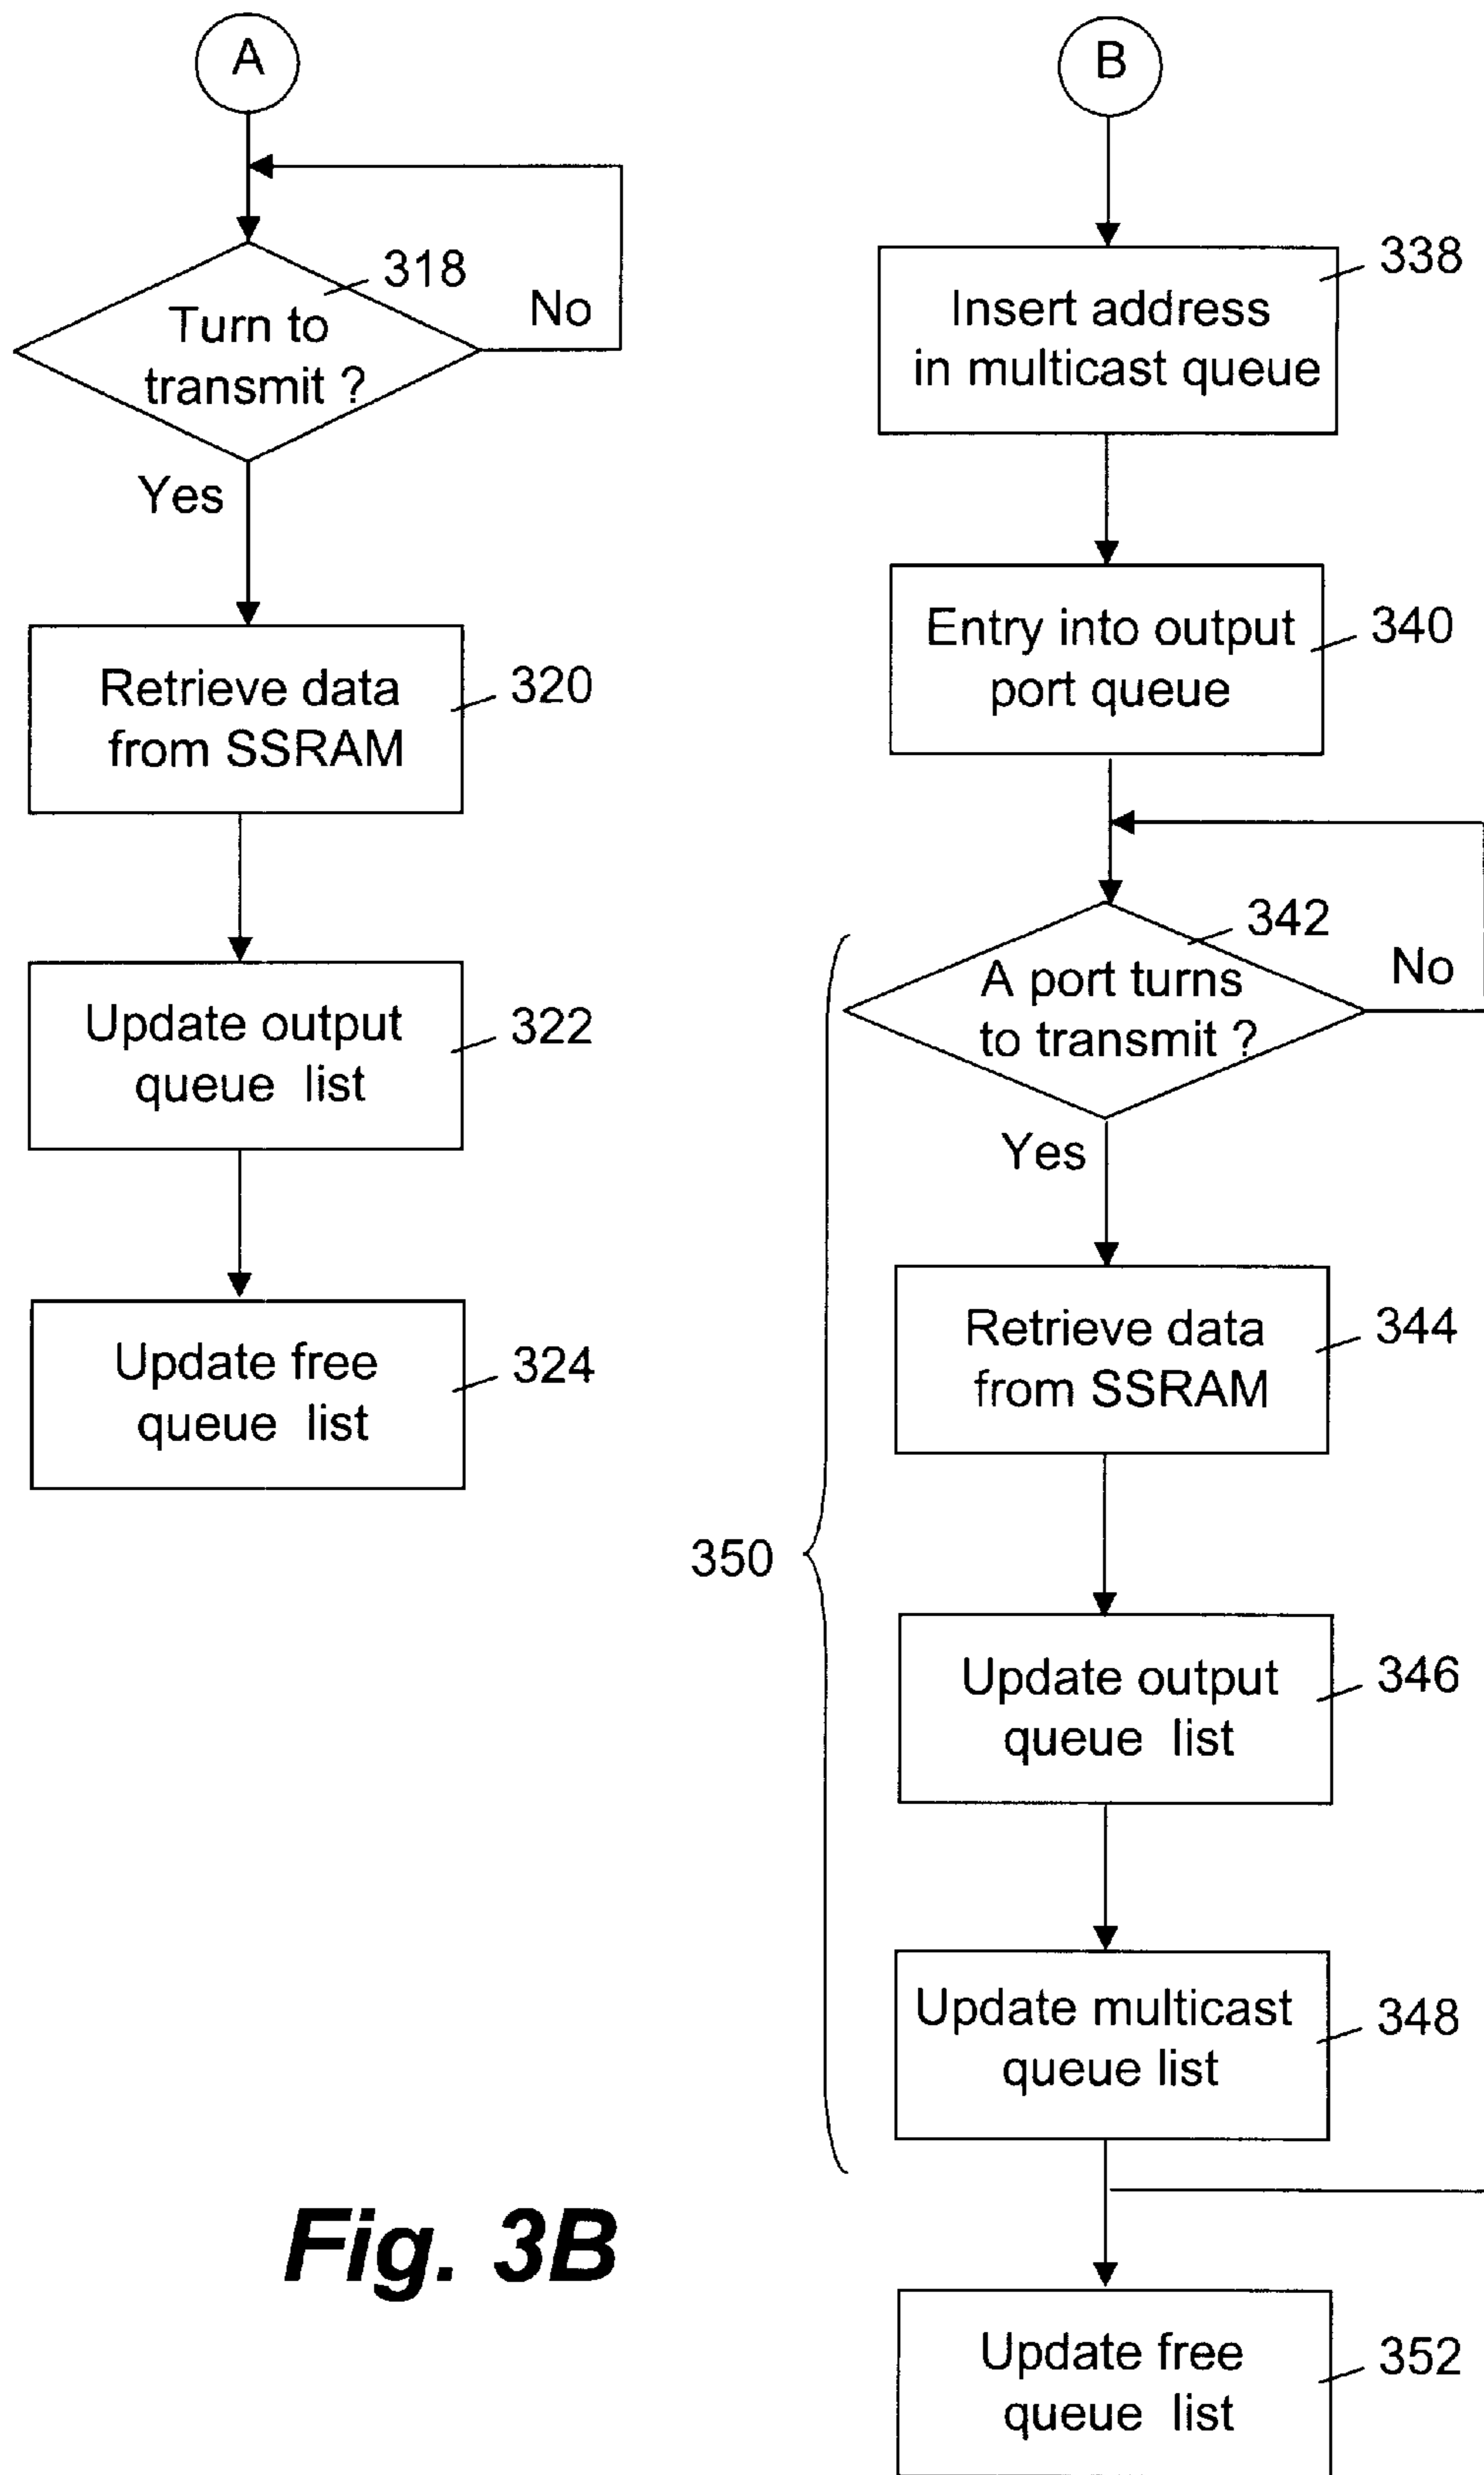 A
318
Turn to
transmit ?
No
Yes
Retrieve data
from SSRAM
320
Update output
queue list
322
Update free
queue list
324
B
338
Insert address
in multicast queue
Entry into output
port queue
340
342
A port turns
to transmit ?
No
Yes
Retrieve data
from SSRAM
344
350
Update output
queue list
346
Update multicast
queue list
348
Update free
queue list
352
Fig. 3B